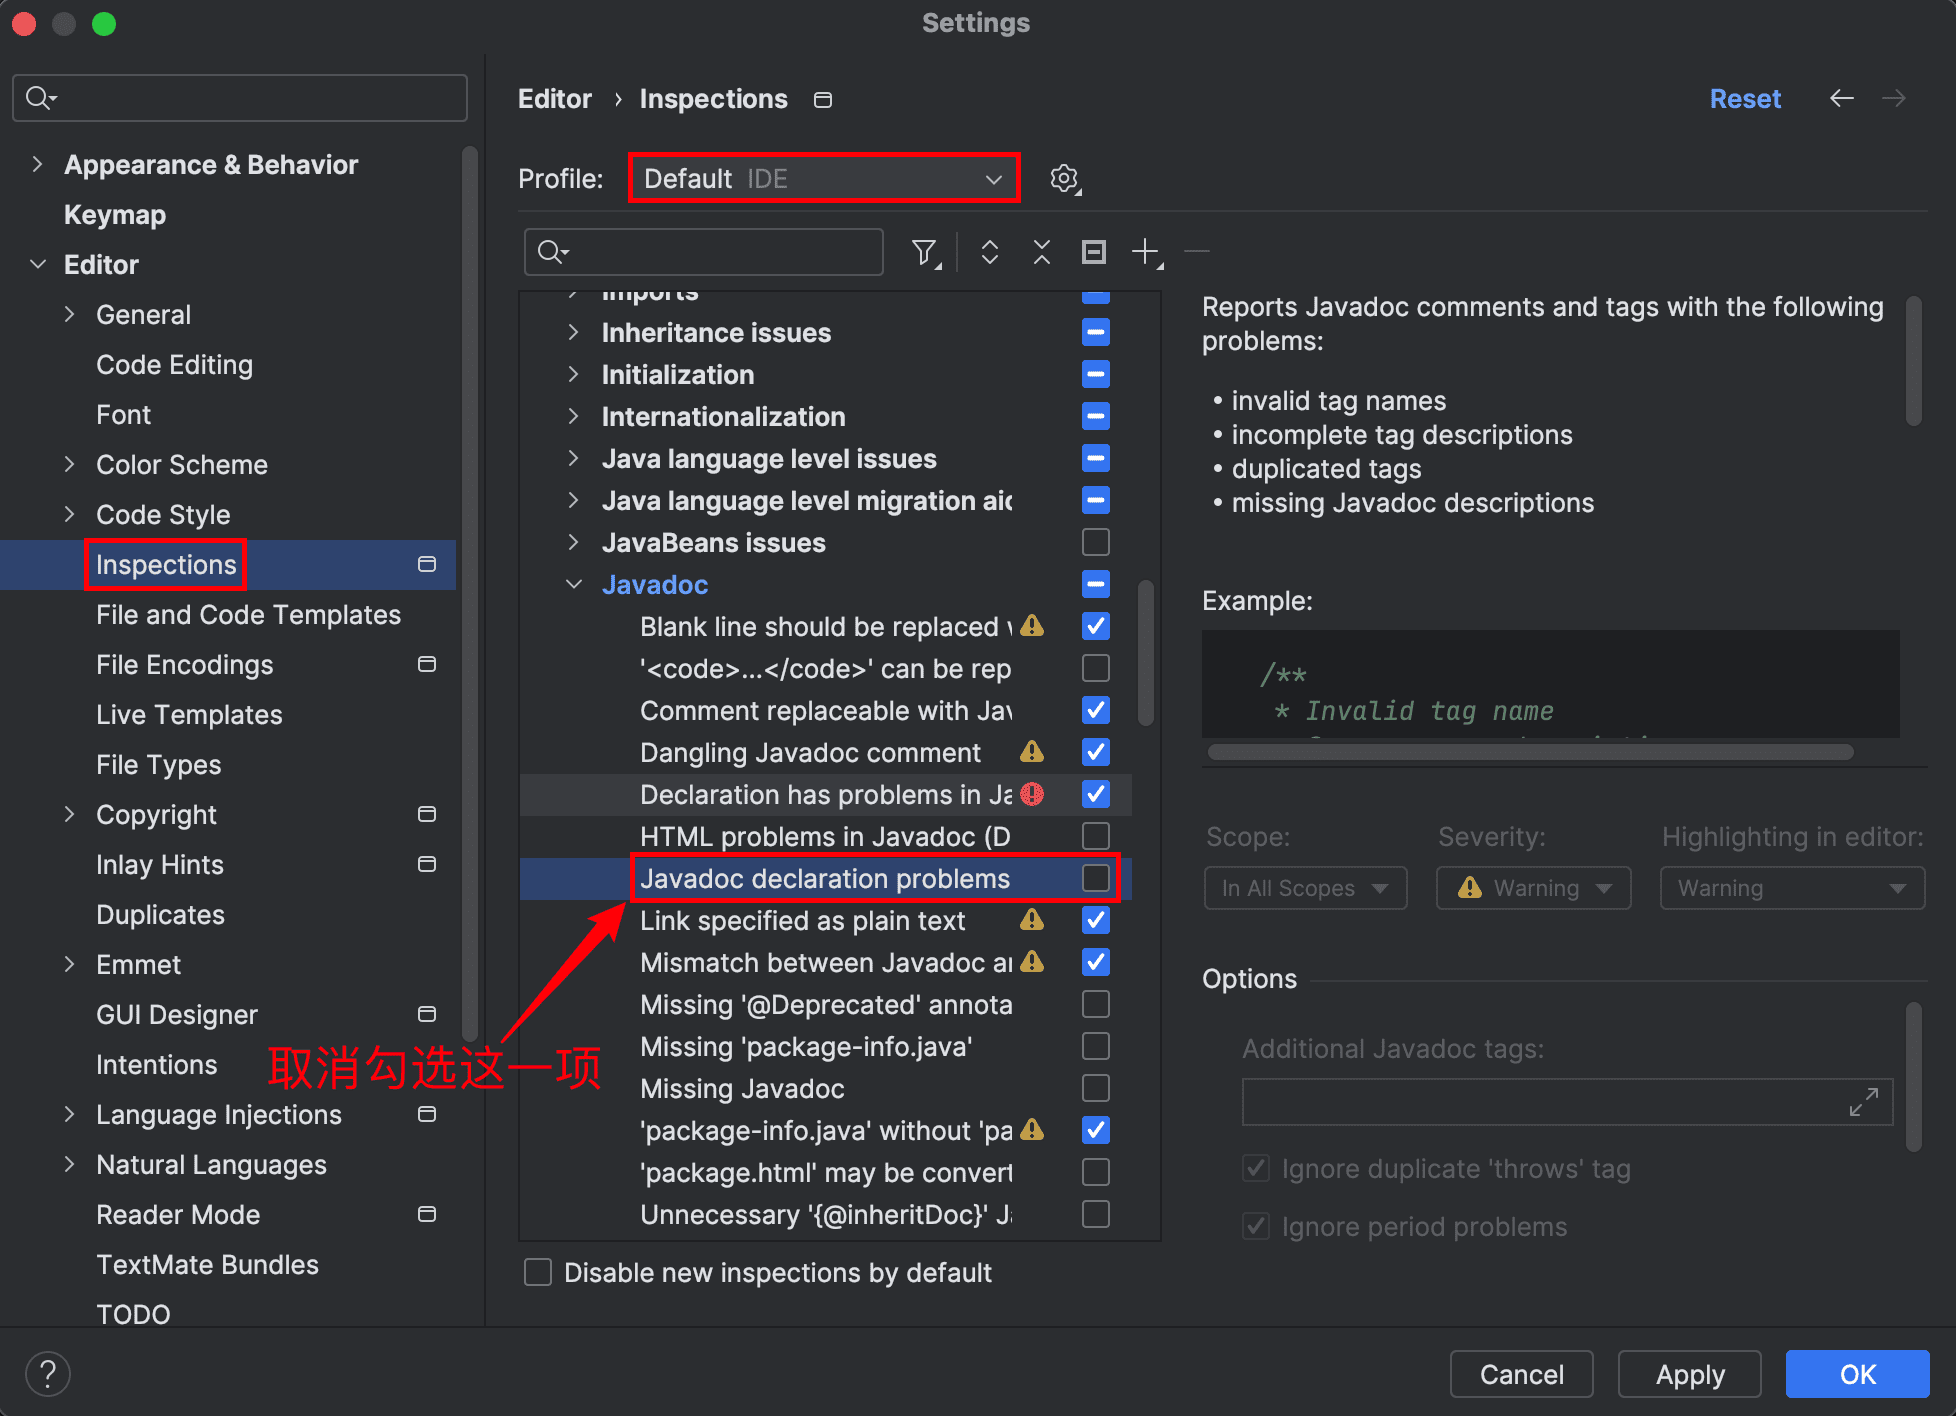 Settings
Editor › Inspections
Reset
Appearance & Behavior
Keymap
Editor
General
Code Editing
Font
Color Scheme
Code Style
Inspections
File and Code Templates
File Encodings
Live Templates
File Types
Copyright
Inlay Hints
Duplicates
Emmet
GUI Designer
Intentions
Language Injections
Natural Languages
Reader Mode
TextMate Bundles
TODO
Profile: Default IDE
Imports
Inheritance issues
Initialization
Internationalization
Java language level issues
Java language level migration aid
JavaBeans issues
Javadoc
Blank line should be replaced
'<code>...</code>' can be rep
Comment replaceable with Jav
Dangling Javadoc comment
Declaration has problems in Ja
HTML problems in Javadoc (D
Javadoc declaration problems
Link specified as plain text
Mismatch between Javadoc ar
Missing '@Deprecated' annota
Missing 'package-info.java'
Missing Javadoc
'package-info.java' without 'pa
'package.html' may be convert
Unnecessary '{@inheritDoc}' Ja
取消勾选这一项
Disable new inspections by default
Reports Javadoc comments and tags with the following
problems:
• invalid tag names
• incomplete tag descriptions
• duplicated tags
• missing Javadoc descriptions
Example:
/**
* Invalid tag name
Scope: Severity: Highlighting in editor:
In All Scopes Warning Warning
Options
Additional Javadoc tags:
Ignore duplicate 'throws' tag
Ignore period problems
?
Cancel Apply OK